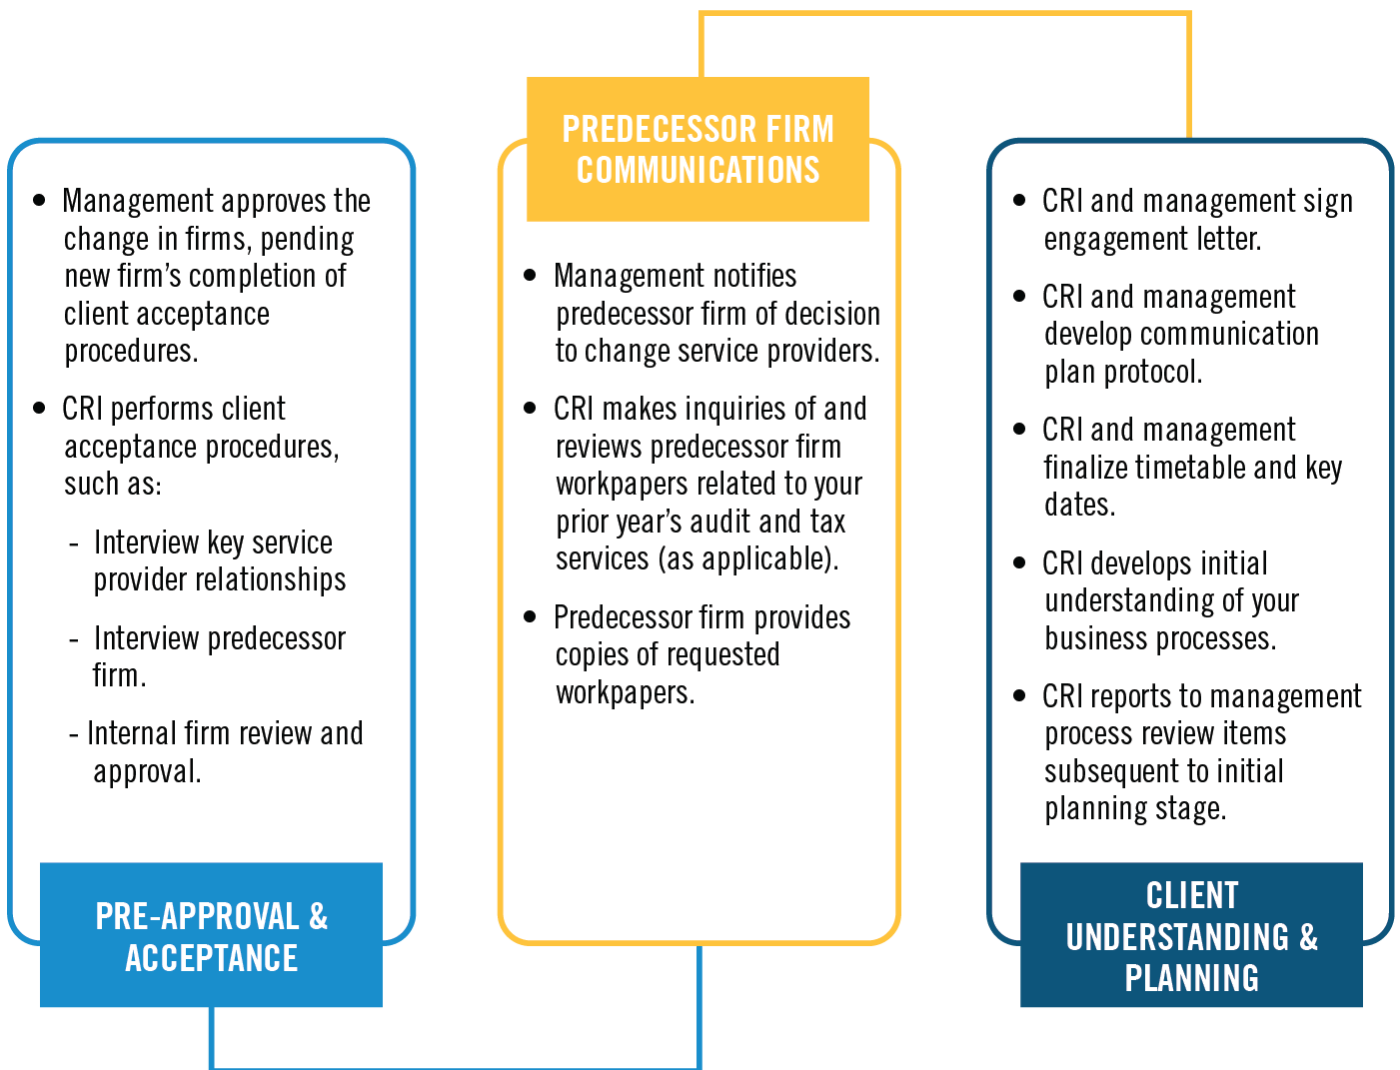 • Management approves the
change in firms, pending
new firm’s completion of
client acceptance
procedures.
• CRI performs client
acceptance procedures,
such as:
- Interview key service
provider relationships
- Interview predecessor
firm.
- Internal firm review and
approval.
PRE-APPROVAL &
ACCEPTANCE
PREDECESSOR FIRM
COMMUNICATIONS
• Management notifies
predecessor firm of decision
to change service providers.
• CRI makes inquiries of and
reviews predecessor firm
workpapers related to your
prior year’s audit and tax
services (as applicable).
• Predecessor firm provides
copies of requested
workpapers.
• CRI and management sign
engagement letter.
• CRI and management
develop communication
plan protocol.
• CRI and management
finalize timetable and key
dates.
• CRI develops initial
understanding of your
business processes.
• CRI reports to management
process review items
subsequent to initial
planning stage.
CLIENT
UNDERSTANDING &
PLANNING